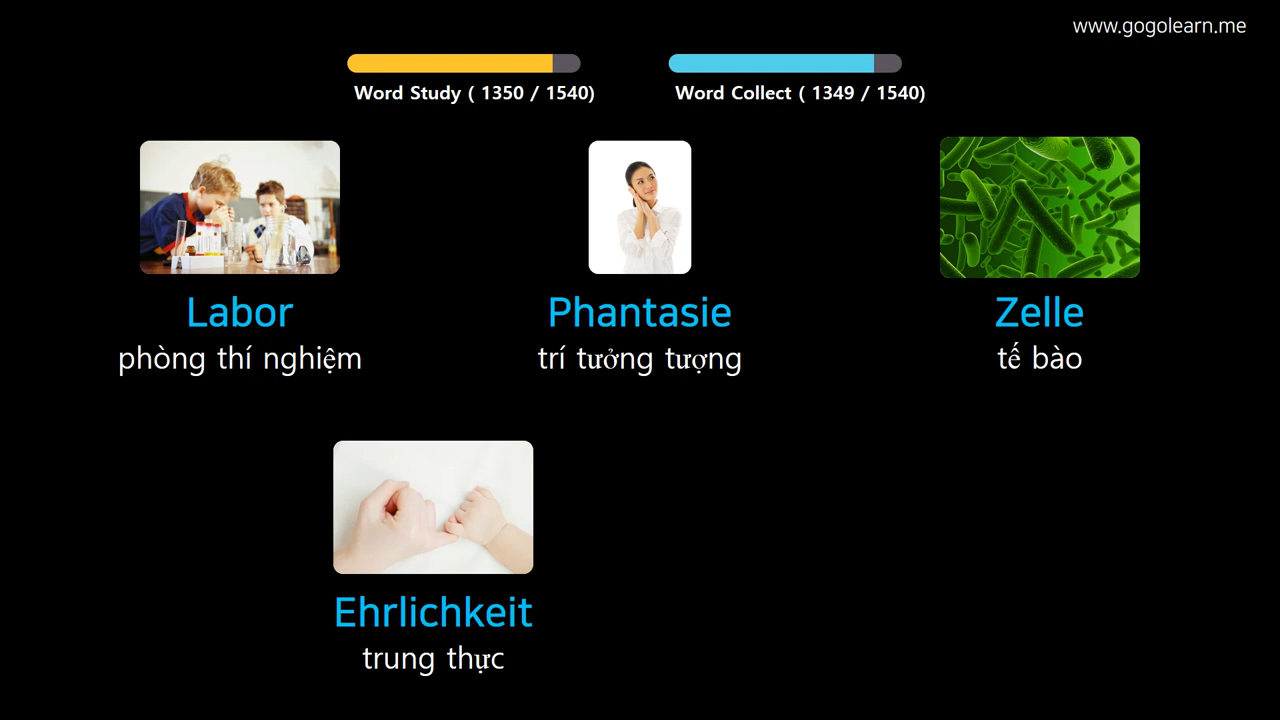 www.gogolearn.me
Word Study ( 1350 / 1540)
Word Collect ( 1349 / 1540)
Labor
phòng thí nghiệm
Phantasie
trí tưởng tượng
Zelle
tế bào
Ehrlichkeit
trung thực